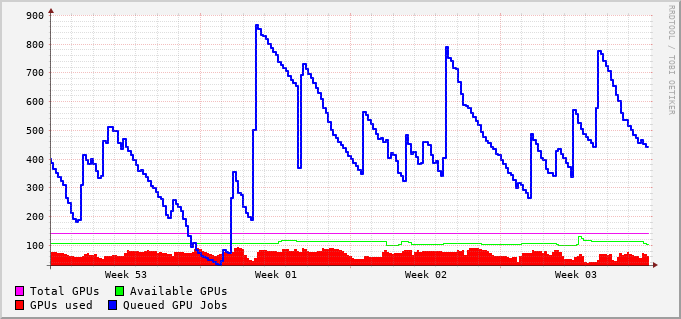 900
800
700
600
500
400
300
200
100
Week 53 Week 01 Week 02 Week 03
Total GPUs Available GPUs
GPUs used Queued GPU Jobs
RRDTOOL / TOBI OETIKER